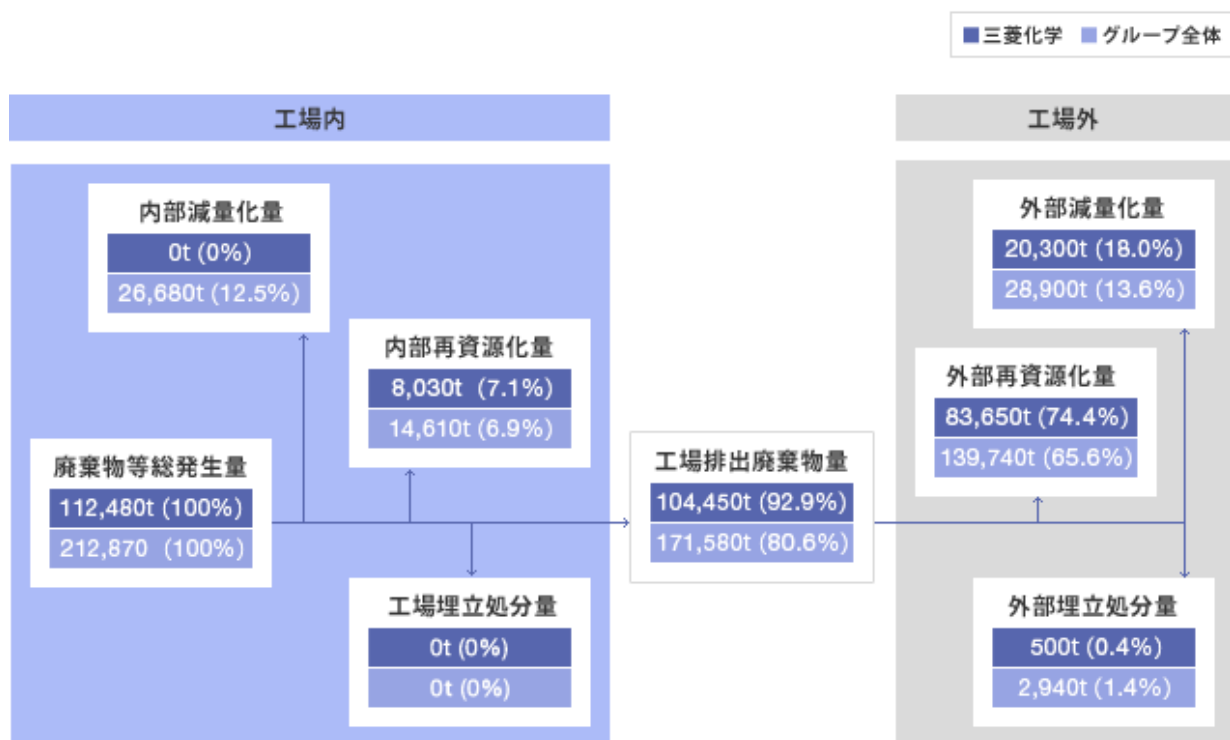 三菱化学 グループ全体
工場内
工場外
内部減量化量
0t (0%)
26,680t (12.5%)
外部減量化量
20,300t (18.0%)
28,900t (13.6%)
内部再資源化量
8,030t (7.1%)
14,610t (6.9%)
外部再資源化量
83,650t (74.4%)
139,740t (65.6%)
廃棄物等総発生量
112,480t (100%)
212,870 (100%)
工場排出廃棄物量
104,450t (92.9%)
171,580t (80.6%)
工場埋立処分量
0t (0%)
0t (0%)
外部埋立処分量
500t (0.4%)
2,940t (1.4%)